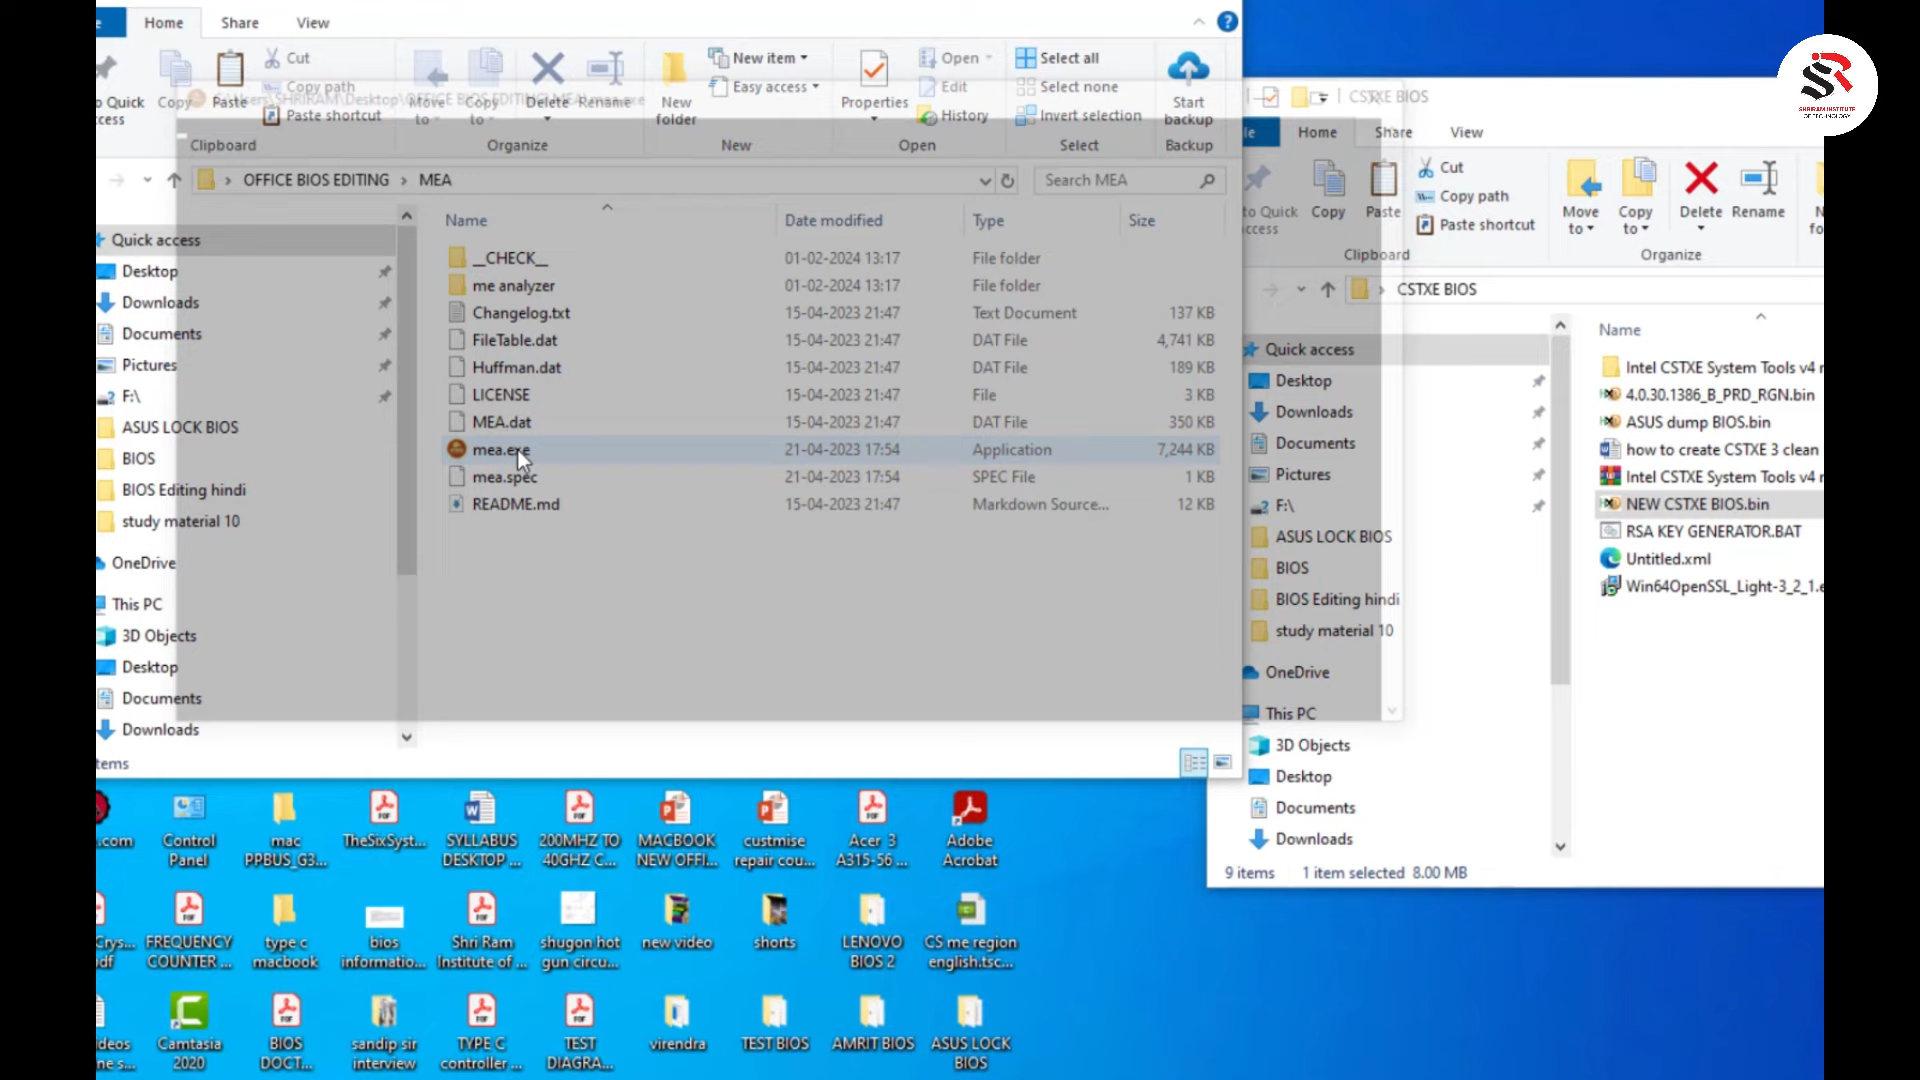 Home Share View
Cut
Copy path
Paste shortcut
Copy Paste
Clipboard
Move to
Copy to
Delete Rename
Organize
New folder
New item
Easy access
New
Properties
Open
Edit
History
Open
Select all
Select none
Invert selection
Select
Start backup
Backup
OFFICE BIOS EDITING > MEA
Search MEA
Name Date modified Type Size
__CHECK__ 01-02-2024 13:17 File folder
me analyzer 01-02-2024 13:17 File folder
Changelog.txt 15-04-2023 21:47 Text Document 137 KB
FileTable.dat 15-04-2023 21:47 DAT File 4,741 KB
Huffman.dat 15-04-2023 21:47 DAT File 189 KB
LICENSE 15-04-2023 21:47 File 3 KB
MEA.dat 15-04-2023 21:47 DAT File 350 KB
mea.exe 21-04-2023 17:54 Application 7,244 KB
mea.spec 21-04-2023 17:54 SPEC File 1 KB
README.md 15-04-2023 21:47 Markdown Source... 12 KB
Quick access
Desktop
Downloads
Documents
Pictures
F:\
ASUS LOCK BIOS
BIOS
BIOS Editing hindi
study material 10
OneDrive
This PC
3D Objects
Desktop
Documents
Downloads
CSTXE BIOS
Home Share View
Copy Paste
Cut
Copy path
Paste shortcut
Clipboard
Move to
Copy to
Delete Rename
Organize
CSTXE BIOS
Name
Intel CSTXE System Tools v4
4.0.30.1386_B_PRD_RGN.bin
ASUS dump BIOS.bin
how to create CSTXE 3 clean
Intel CSTXE System Tools v4
NEW CSTXE BIOS.bin
RSA KEY GENERATOR.BAT
Untitled.xml
Win64OpenSSL_Light-3_2_1.e
Quick access
Desktop
Downloads
Documents
Pictures
F:\
ASUS LOCK BIOS
BIOS
BIOS Editing hindi
study material 10
OneDrive
This PC
3D Objects
Desktop
Documents
Downloads
9 items 1 item selected 8.00 MB
SHRIRAM INSTITUTE
OF TECHNOLOGY
Control Panel
mac PPBUS_G3...
TheSixSyst...
SYLLABUS DESKTOP ...
200MHZ TO 40GHZ C...
MACBOOK NEW OFFI...
custmise repair cou...
Acer 3 A315-56 ...
Adobe Acrobat
FREQUENCY COUNTER ...
type c macbook
bios informatio...
Shri Ram Institute of ...
shugon hot gun circu...
new video
shorts
LENOVO BIOS 2
CS me region english.tsc...
Camtasia 2020
BIOS DOCT...
sandip sir interview
TYPE C controller ...
TEST DIAGRA...
virendra
TEST BIOS
AMRIT BIOS
ASUS LOCK BIOS